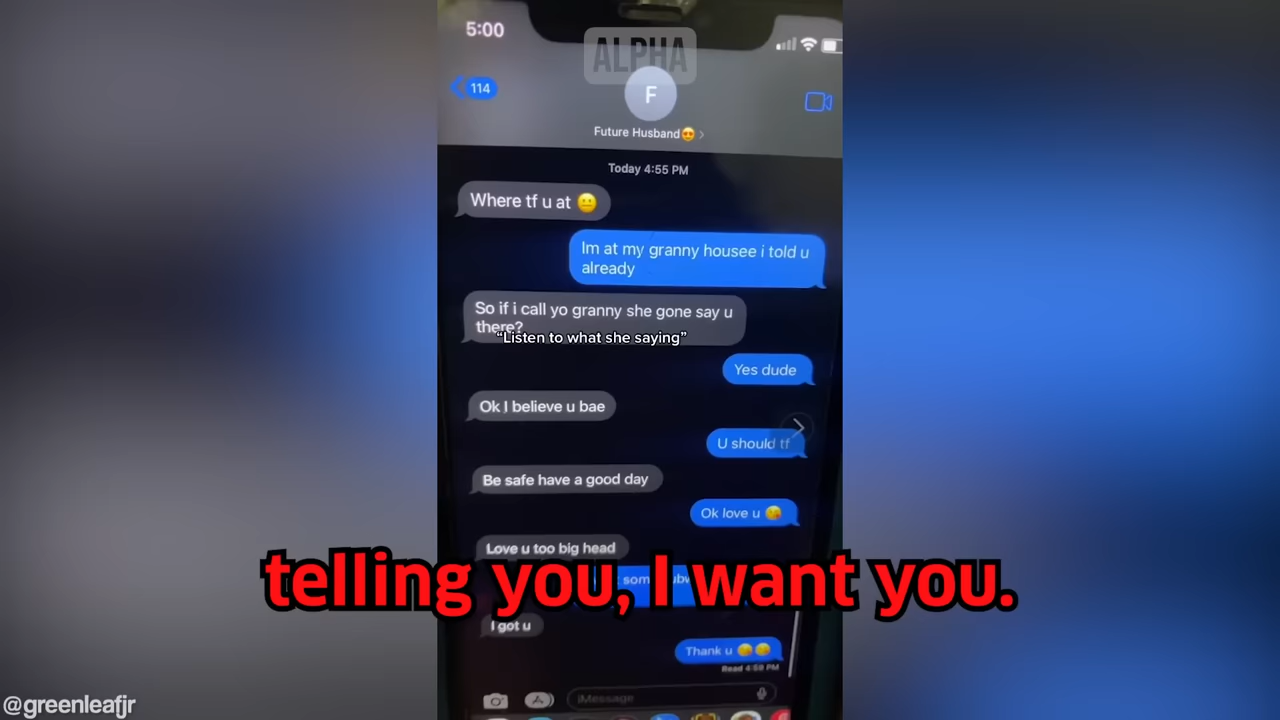 5:00
ALPHA
114
F
Future Husband😍 >
Today 4:55 PM
Where tf u at 😐
Im at my granny housee i told u
already
So if i call yo granny she gone say u
there?
“Listen to what she saying”
Yes dude
Ok I believe u bae
U should tf
Be safe have a good day
Ok love u 😘
Love u too big head
som
telling you, I want you.
I got u
Thank u 😘😘
Read 4:59 PM
iMessage
@greenleafjr